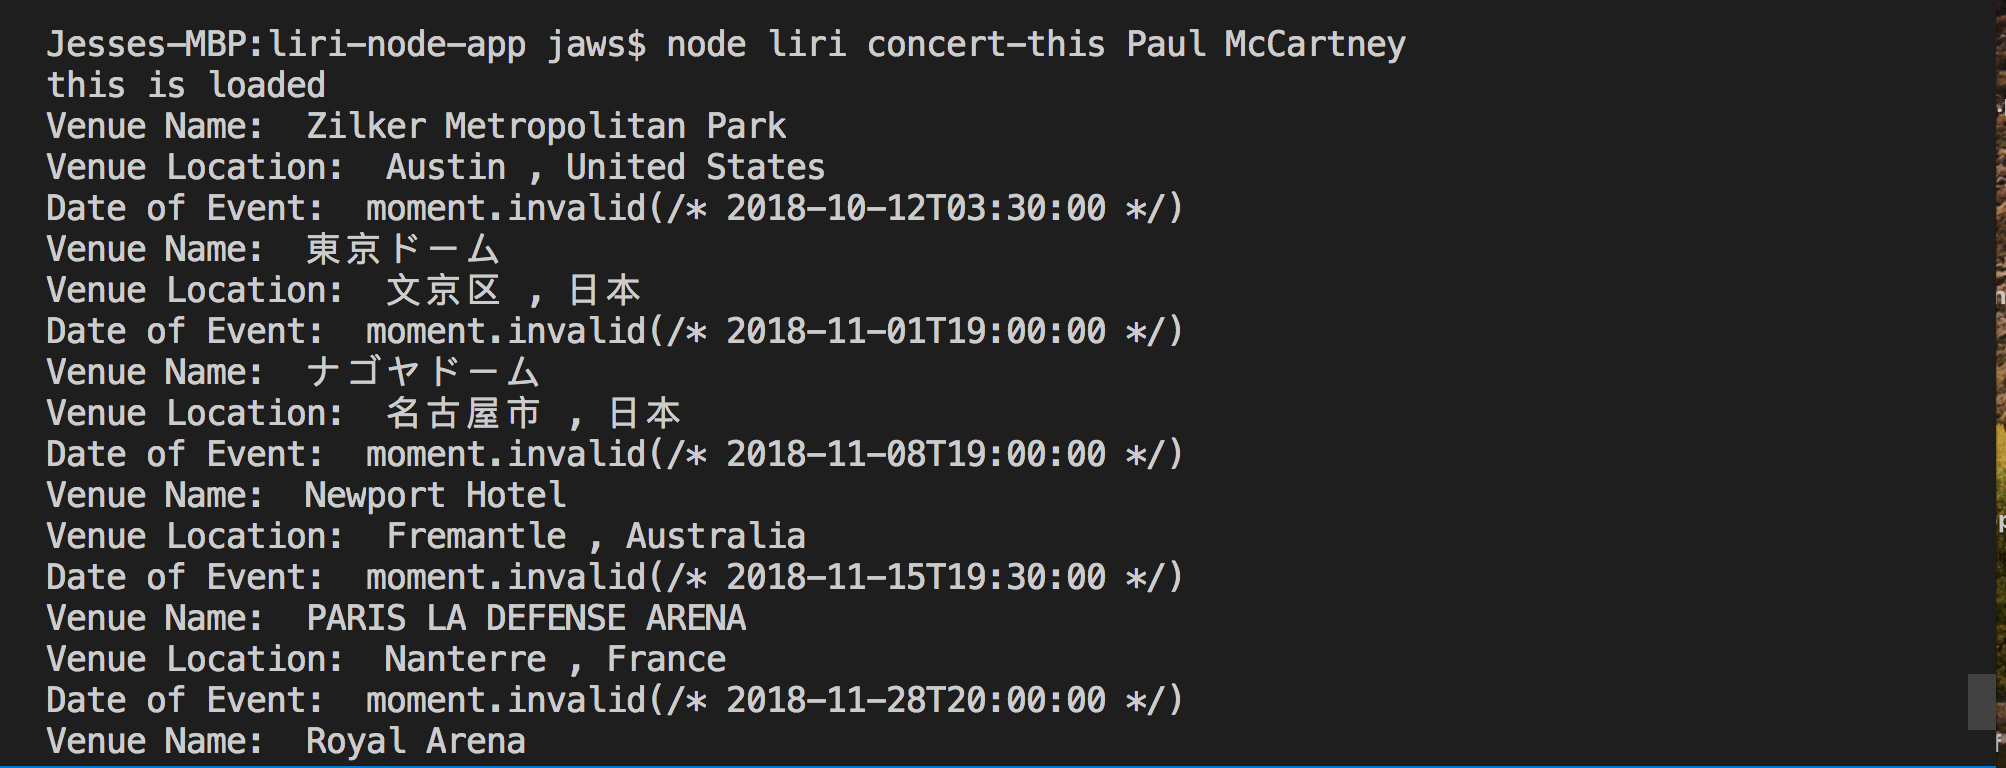 Jesses-MBP:liri-node-app jaws$ node liri concert-this Paul McCartney
this is loaded
Venue Name:  Zilker Metropolitan Park
Venue Location:  Austin , United States
Date of Event:  moment.invalid(/* 2018-10-12T03:30:00 */)
Venue Name:  東京ドーム
Venue Location:  文京区 , 日本
Date of Event:  moment.invalid(/* 2018-11-01T19:00:00 */)
Venue Name:  ナゴヤドーム
Venue Location:  名古屋市 , 日本
Date of Event:  moment.invalid(/* 2018-11-08T19:00:00 */)
Venue Name:  Newport Hotel
Venue Location:  Fremantle , Australia
Date of Event:  moment.invalid(/* 2018-11-15T19:30:00 */)
Venue Name:  PARIS LA DEFENSE ARENA
Venue Location:  Nanterre , France
Date of Event:  moment.invalid(/* 2018-11-28T20:00:00 */)
Venue Name:  Royal Arena